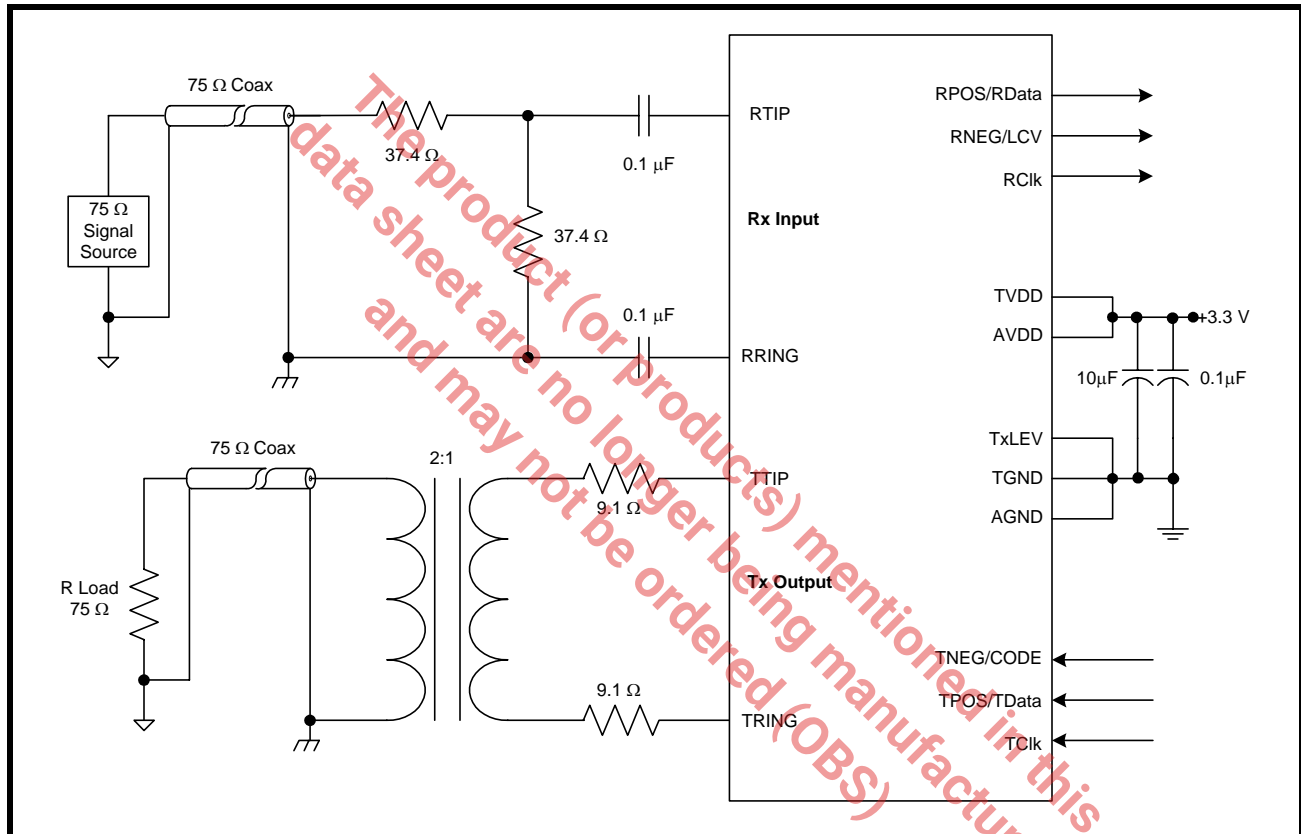 75 Ω Coax
37.4 Ω
0.1 µF
RTIP
75 Ω
Signal
Source
37.4 Ω
Rx Input
0.1 µF
RRING
75 Ω Coax
2:1
9.1 Ω
TTIP
R Load
75 Ω
Tx Output
9.1 Ω
TRING
RPOS/RData
RNEG/LCV
RClk
TVDD
AVDD
+3.3 V
10µF
0.1µF
TxLEV
TGND
AGND
TNEG/CODE
TPOS/TData
TClk
The product (or products) mentioned in this
data sheet are no longer being manufactur
and may not be ordered (OBS)